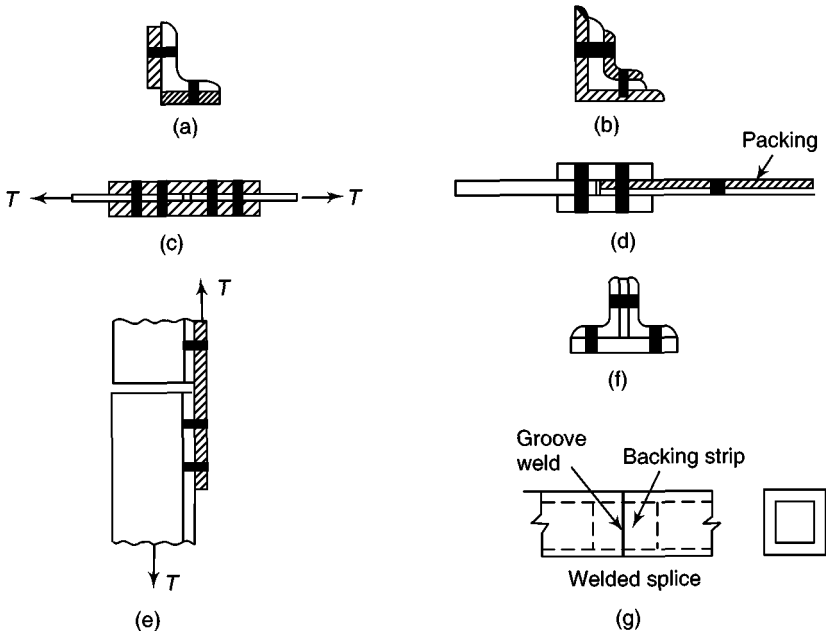 (a)
(b)
T
T
(c)
Packing
(d)
T
T
(e)
(f)
Groove
weld
Backing strip
Welded splice
(g)